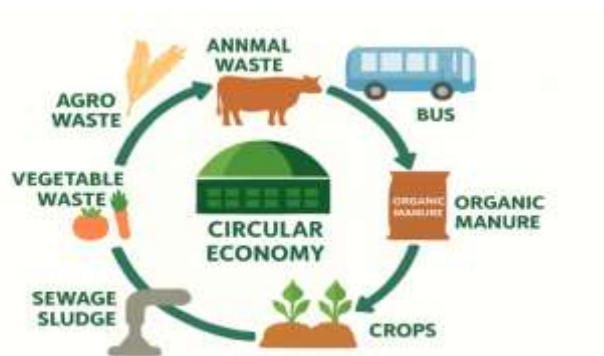 ANNMAL
WASTE
AGRO
WASTE
BUS
VEGETABLE
WASTE
ORGANIC
MANURE
ORGANIC
MANURE
CIRCULAR
ECONOMY
SEWAGE
SLUDGE
CROPS